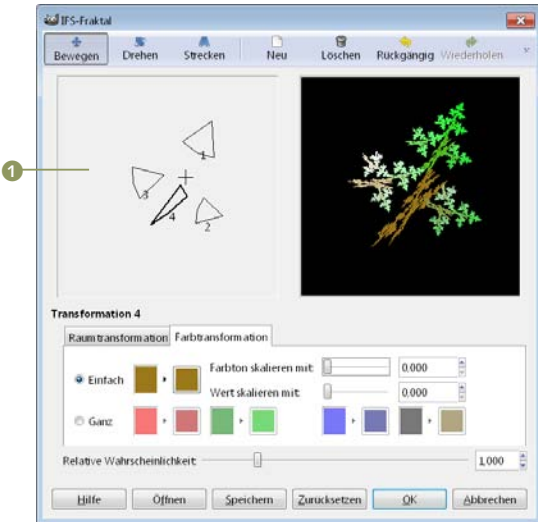 IFS-Fraktal
Bewegen Drehen Strecken Neu Löschen Rückgängig Wiederholen
1
1
3
4
2
Transformation 4
Raumtransformation Farbtransformation
Einfach Farbton skalieren mit: 0,000
Wert skalieren mit: 0,000
Ganz
Relative Wahrscheinlichkeit: 1,000
Hilfe Öffnen Speichern Zurücksetzen OK Abbrechen